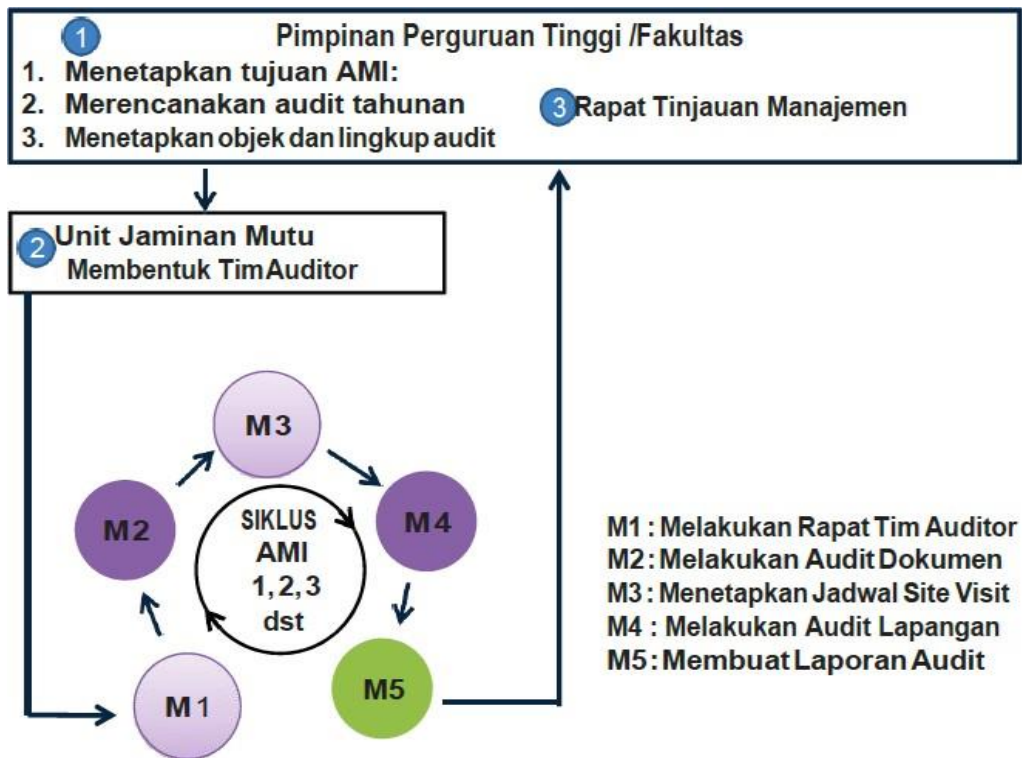 1 Pimpinan Perguruan Tinggi /Fakultas
1. Menetapkan tujuan AMI:
2. Merencanakan audit tahunan
3. Menetapkan objek dan lingkup audit
3 Rapat Tinjauan Manajemen
2 Unit Jaminan Mutu
Membentuk Tim Auditor
M3
M2
M4
SIKLUS
AMI
1, 2, 3
dst
M1
M5
M1 : Melakukan Rapat Tim Auditor
M2 : Melakukan Audit Dokumen
M3 : Menetapkan Jadwal Site Visit
M4 : Melakukan Audit Lapangan
M5 : Membuat Laporan Audit